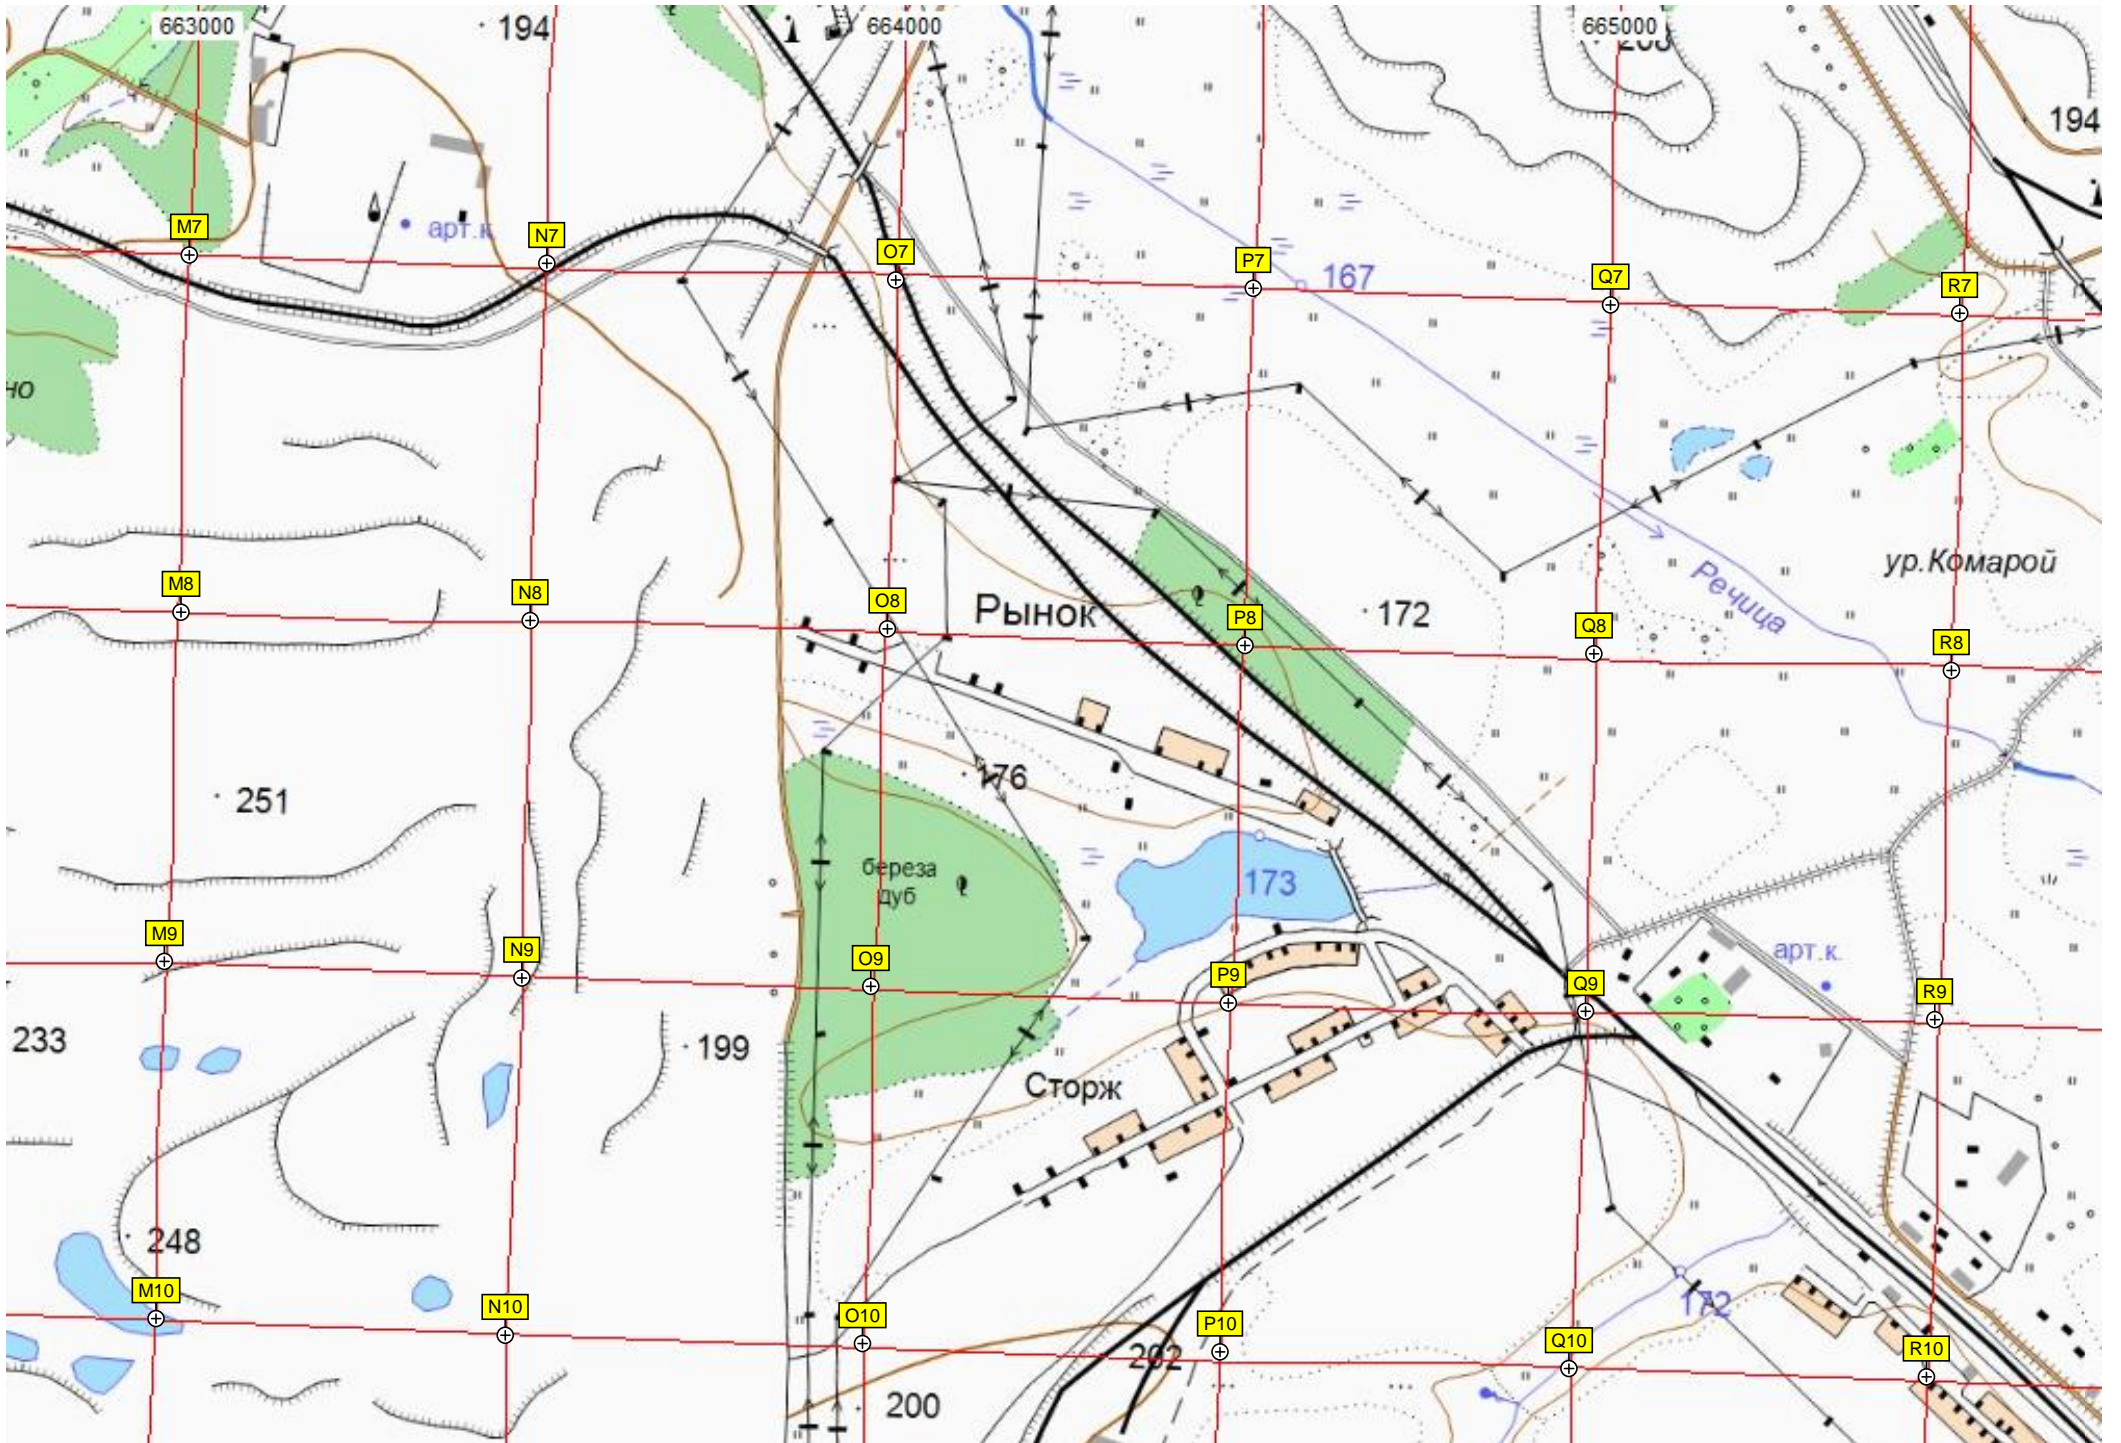 663000
194
664000
665000
194
M7
арт.к.
N7
O7
P7
167
Q7
R7
но
M8
N8
O8
Рынок
P8
172
Q8
Речица
ур.Комарой
R8
251
176
береза
дуб
173
M9
N9
O9
P9
Q9
арт.к.
R9
233
199
Сторж
248
M10
N10
O10
P10
202
Q10
172
R10
200